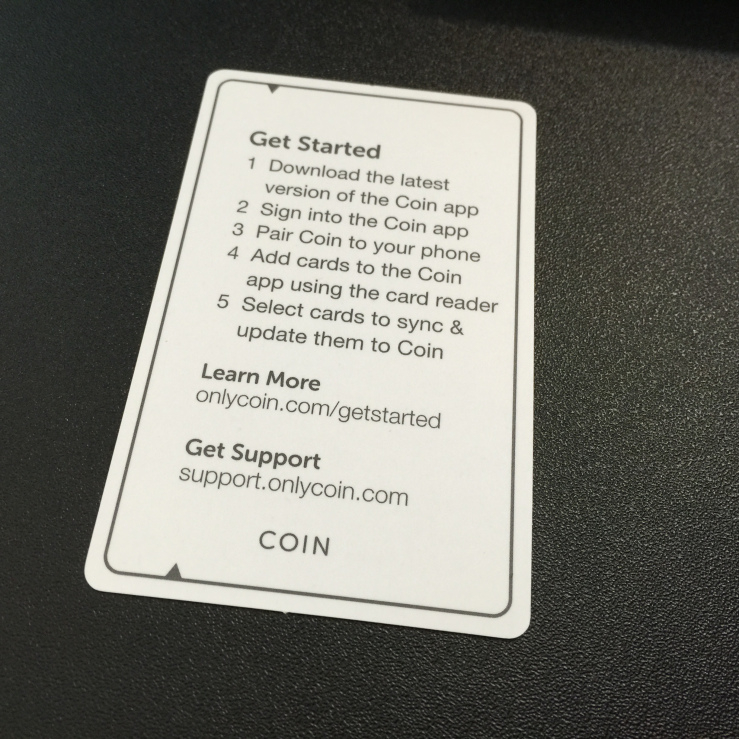 Get Started
1 Download the latest
version of the Coin app
2 Sign into the Coin app
3 Pair Coin to your phone
4 Add cards to the Coin
app using the card reader
5 Select cards to sync &
update them to Coin
Learn More
onlycoin.com/getstarted
Get Support
support.onlycoin.com
COIN